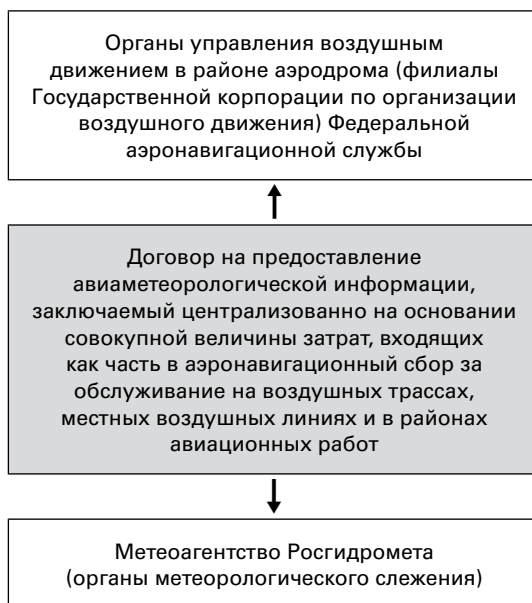 Органы управления воздушным
движением в районе аэродрома (филиалы
Государственной корпорации по организации
воздушного движения) Федеральной
аэронавигационной службы
Договор на предоставление
авиаметеорологической информации,
заключаемый централизованно на основании
совокупной величины затрат, входящих
как часть в аэронавигационный сбор за
обслуживание на воздушных трассах,
местных воздушных линиях и в районах
авиационных работ
Метеоагентство Росгидромета
(органы метеорологического слежения)